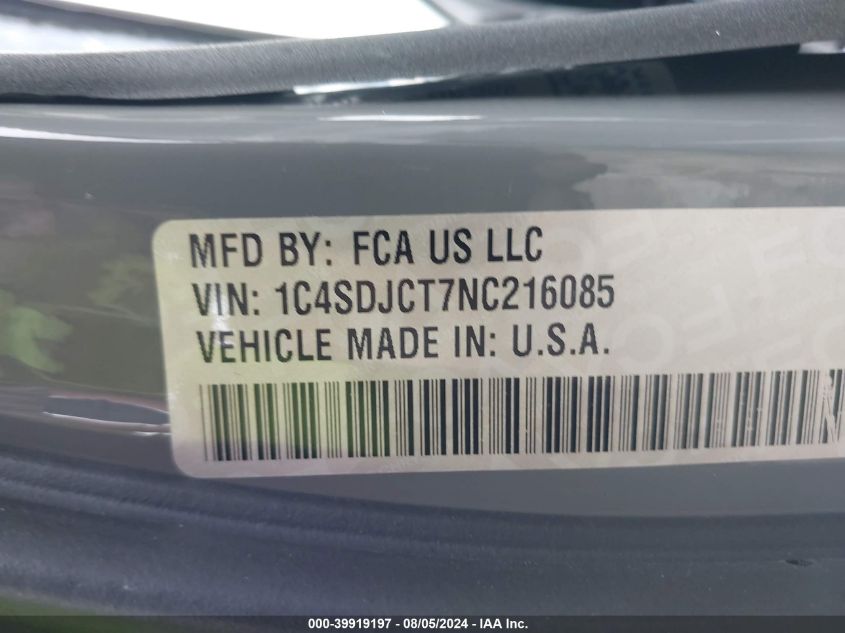 MFD BY: FCA US LLC
VIN: 1C4SDJCT7NC216085
VEHICLE MADE IN: U.S.A.
000-39919197 - 08/05/2024 - IAA Inc.